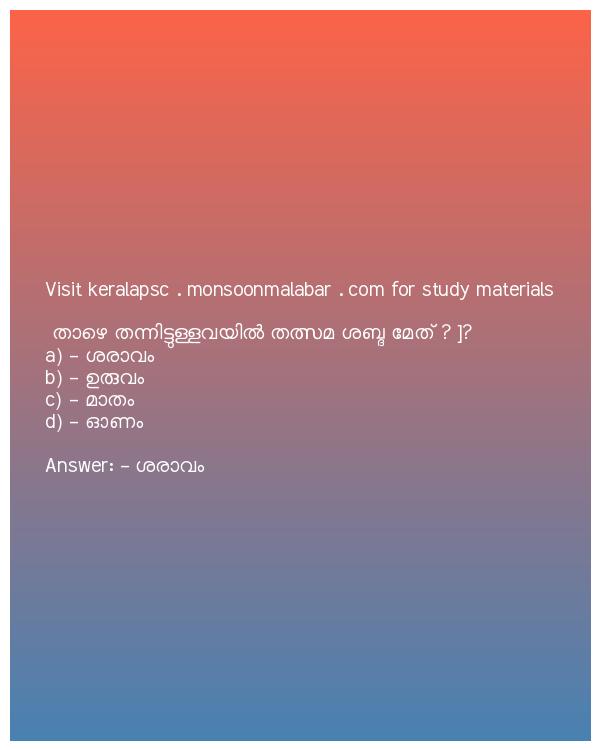 Visit keralapsc . monsoonmalabar . com for study materials
താഴെ തന്നിട്ടുള്ളവയിൽ തത്സമ ശബ്ദ മേത് ? ]?
a) - ശരാവം
b) - ഉരുവം
c) - മാതം
d) - ഓണം
Answer: - ശരാവം